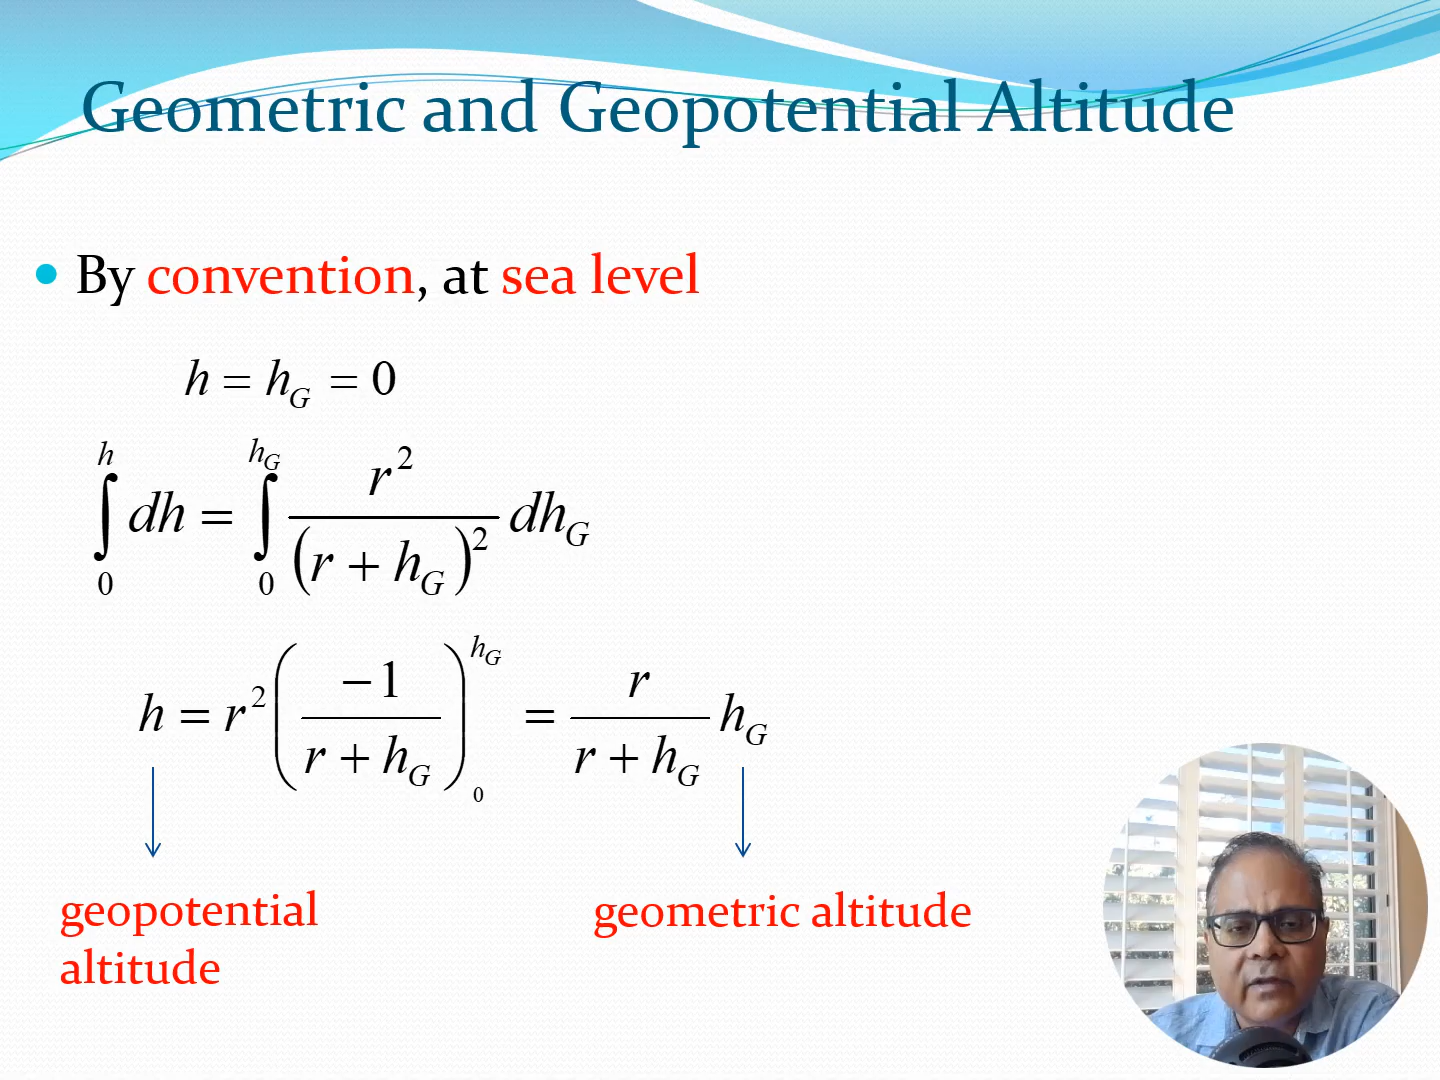 Geometric and Geopotential Altitude
• By convention, at sea level
h = h_G = 0
∫_0^h dh = ∫_0^{h_G} r^2 / (r + h_G)^2 dh_G
h = r^2 ( −1 / (r + h_G) )_0^{h_G} = r / (r + h_G) h_G
geopotential altitude
geometric altitude